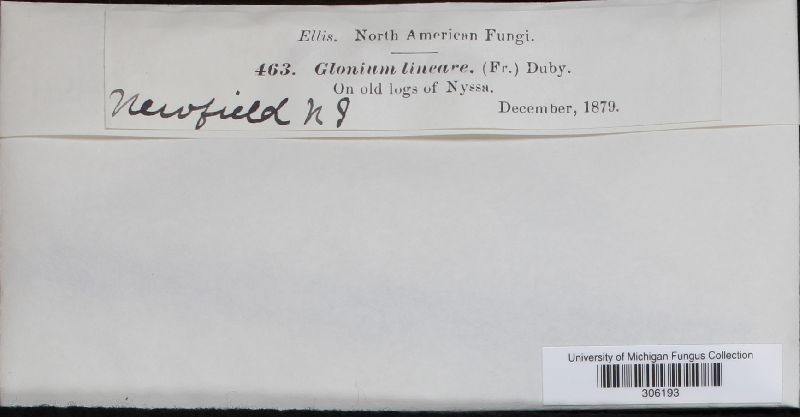 Ellis. North American Fungi.
463. Glonium lineare. (Fr.) Duby.
On old logs of Nyssa.
Newfield NJ
December, 1879.
University of Michigan Fungus Collection
306193